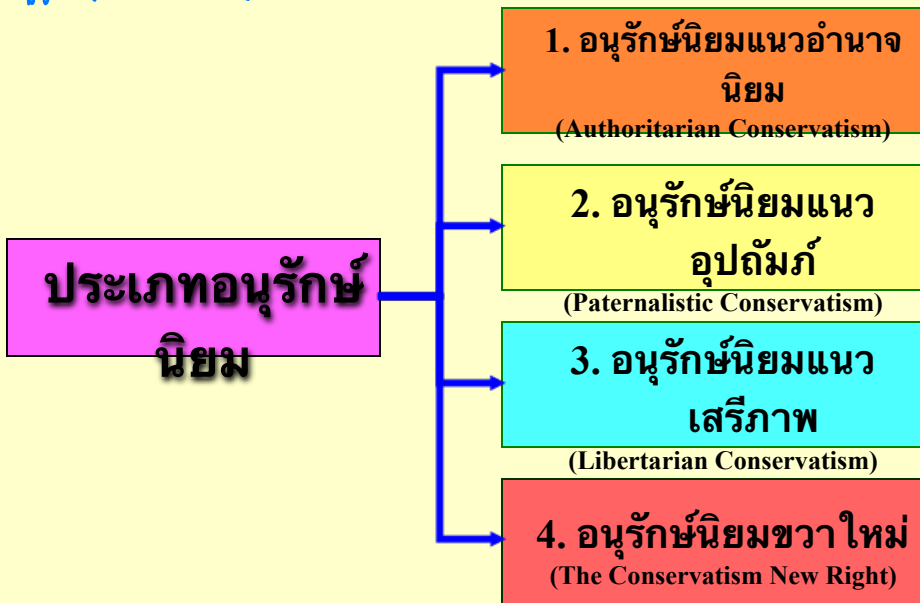 1. อนุรักษ์นิยมแนวอำนาจ
นิยม
(Authoritarian Conservatism)
2. อนุรักษ์นิยมแนว
อุปถัมภ์
(Paternalistic Conservatism)
ประเภทอนุรักษ์
นิยม
3. อนุรักษ์นิยมแนว
เสรีภาพ
(Libertarian Conservatism)
4. อนุรักษ์นิยมขวาใหม่
(The Conservatism New Right)